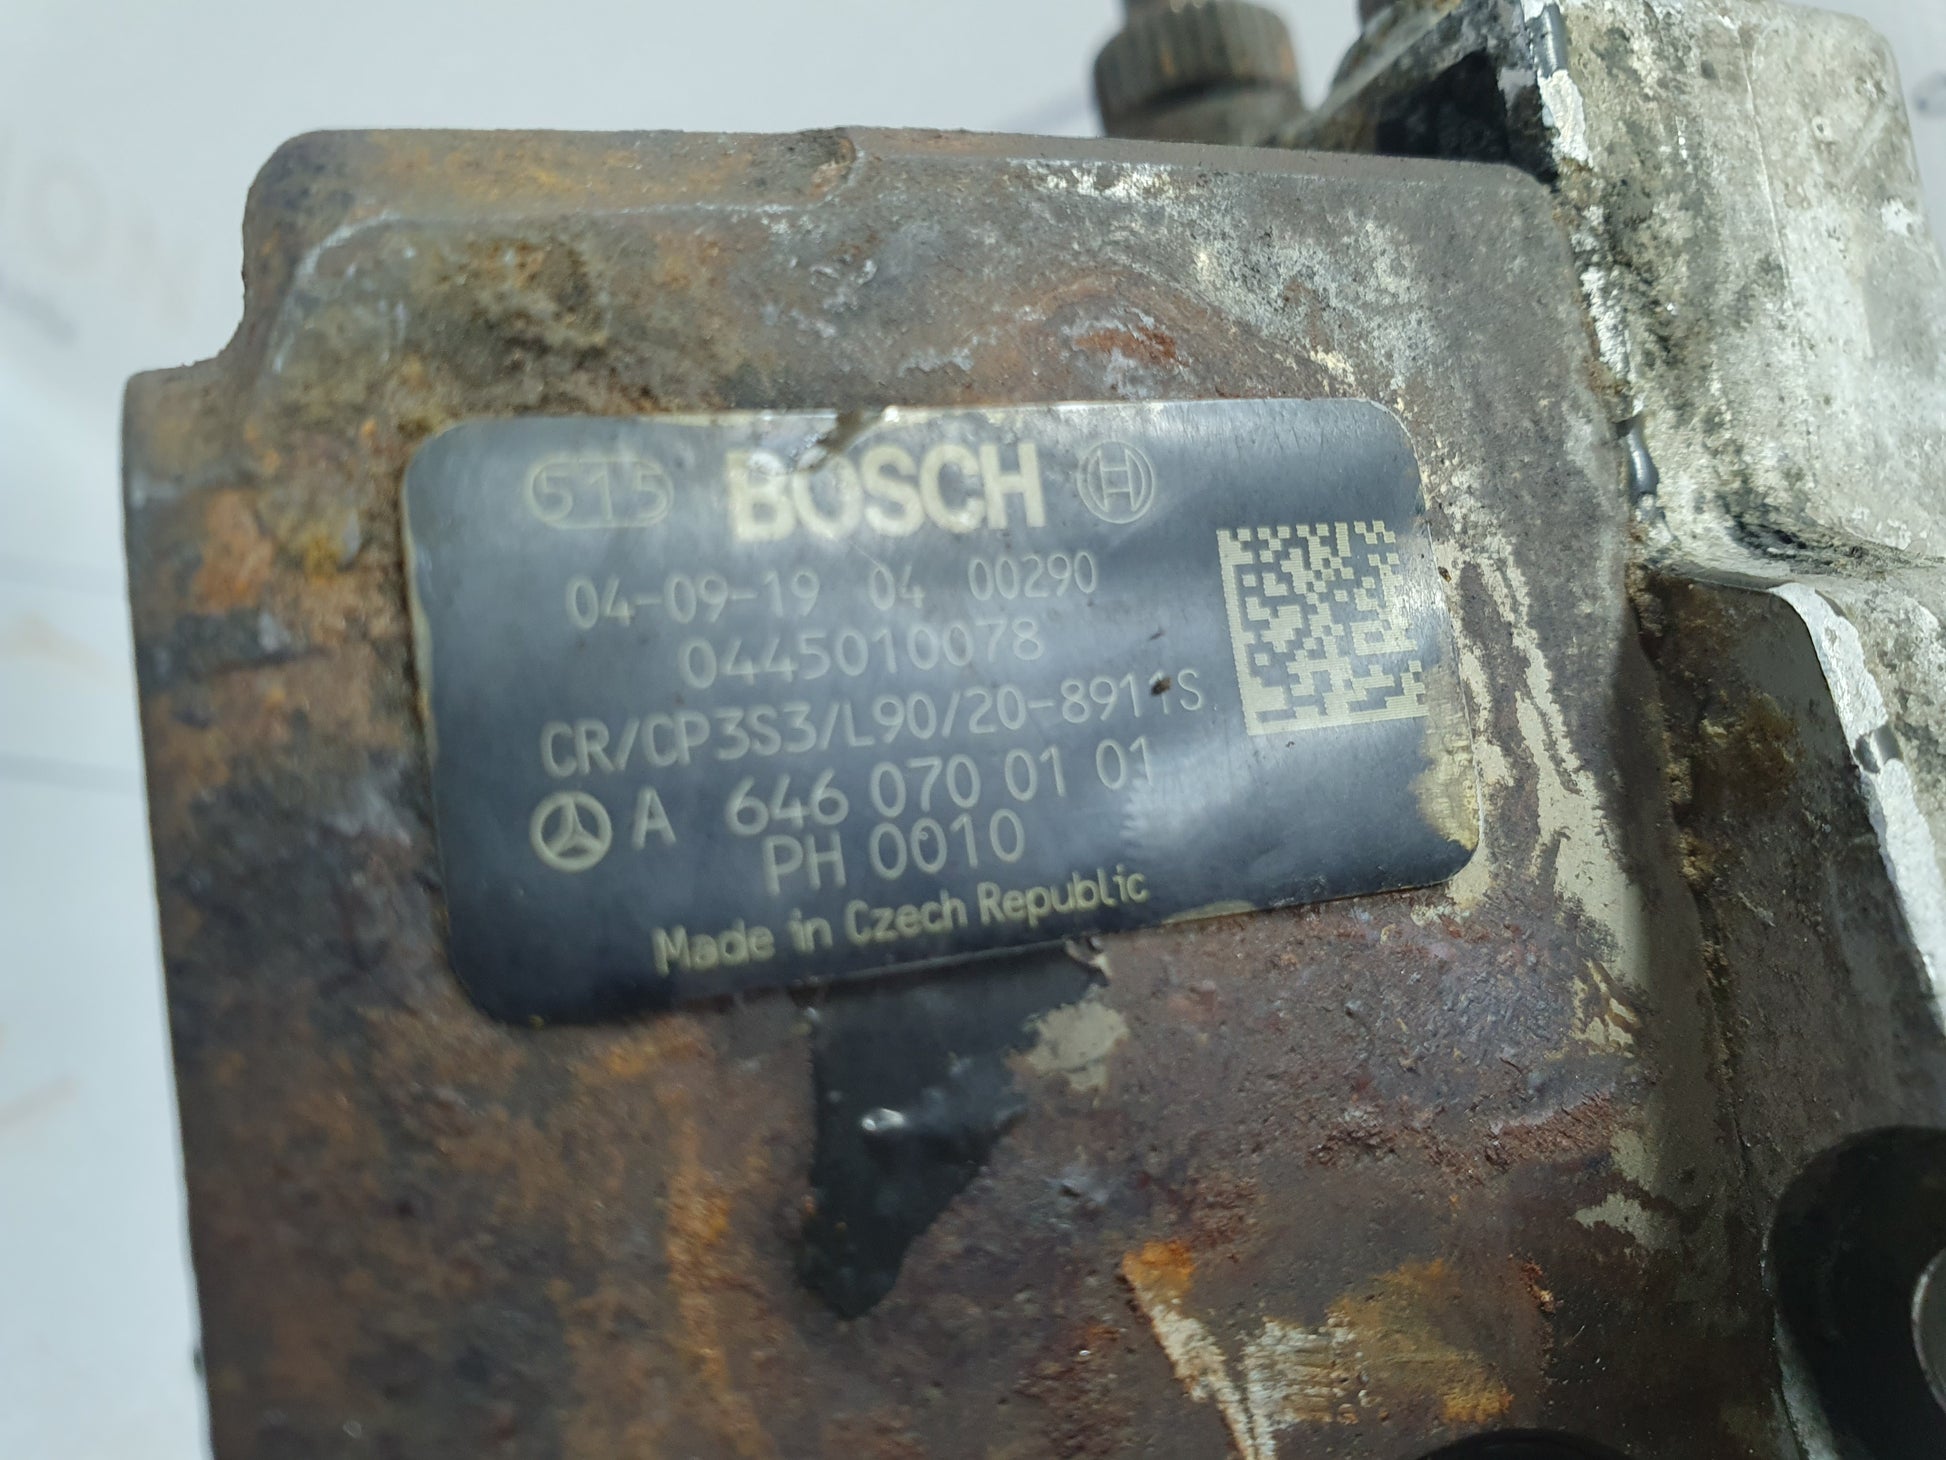 515 BOSCH
04-09-19 04 00290
0445010078
CR/CP3S3/L90/20-8911S
A 646 070 01 01
PH 0010
Made in Czech Republic